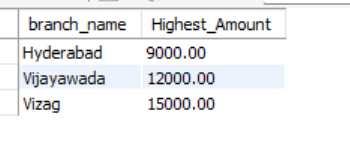 branch_name Highest_Amount
Hyderabad 9000.00
Vijayawada 12000.00
Vizag 15000.00